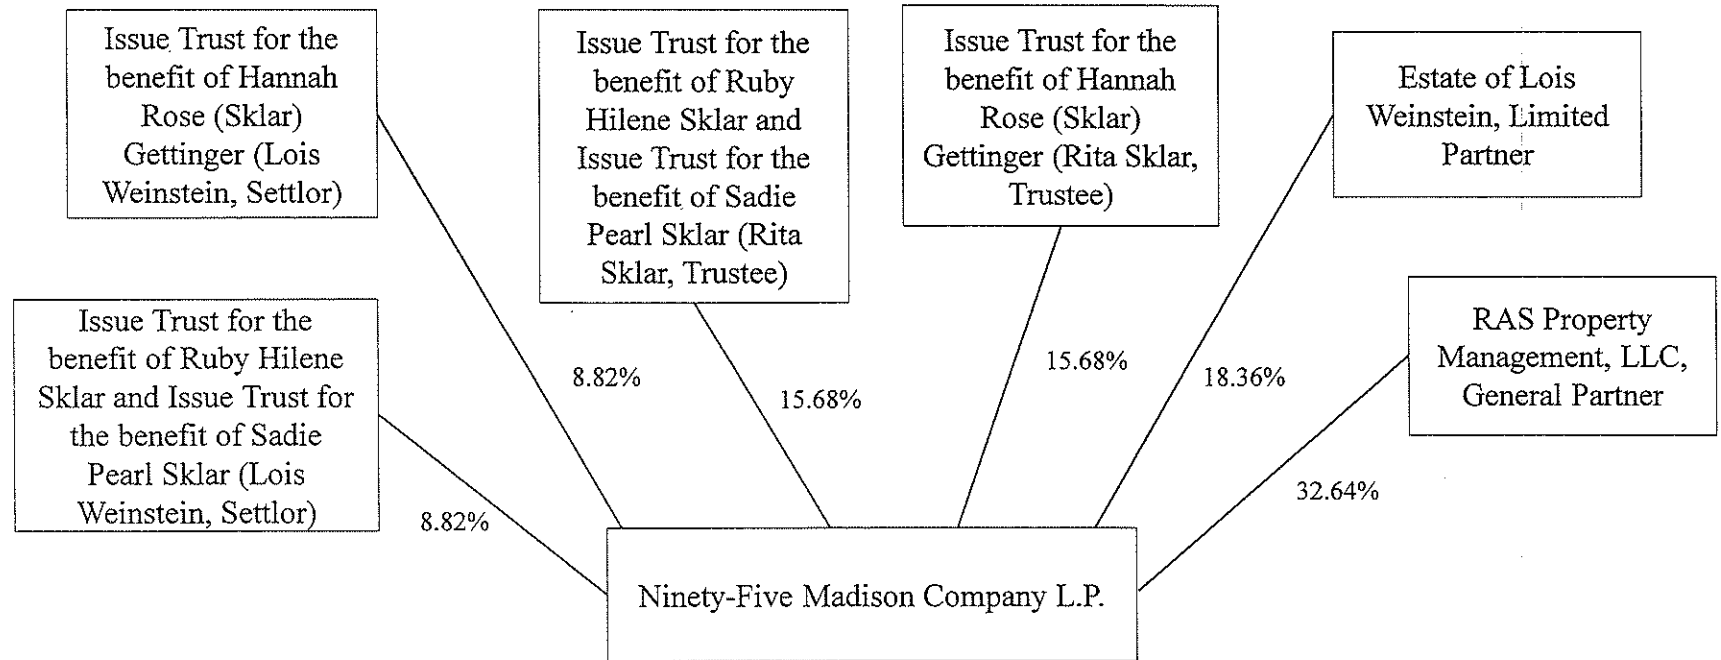 Issue Trust for the
benefit of Hannah
Rose (Sklar)
Gettinger (Lois
Weinstein, Settlor)
Issue Trust for the
benefit of Ruby
Hilene Sklar and
Issue Trust for the
benefit of Sadie
Pearl Sklar (Rita
Sklar, Trustee)
Issue Trust for the
benefit of Hannah
Rose (Sklar)
Gettinger (Rita Sklar,
Trustee)
Estate of Lois
Weinstein, Limited
Partner
Issue Trust for the
benefit of Ruby Hilene
Sklar and Issue Trust for
the benefit of Sadie
Pearl Sklar (Lois
Weinstein, Settlor)
RAS Property
Management, LLC,
General Partner
8.82%
8.82%
15.68%
15.68%
18.36%
32.64%
Ninety-Five Madison Company L.P.